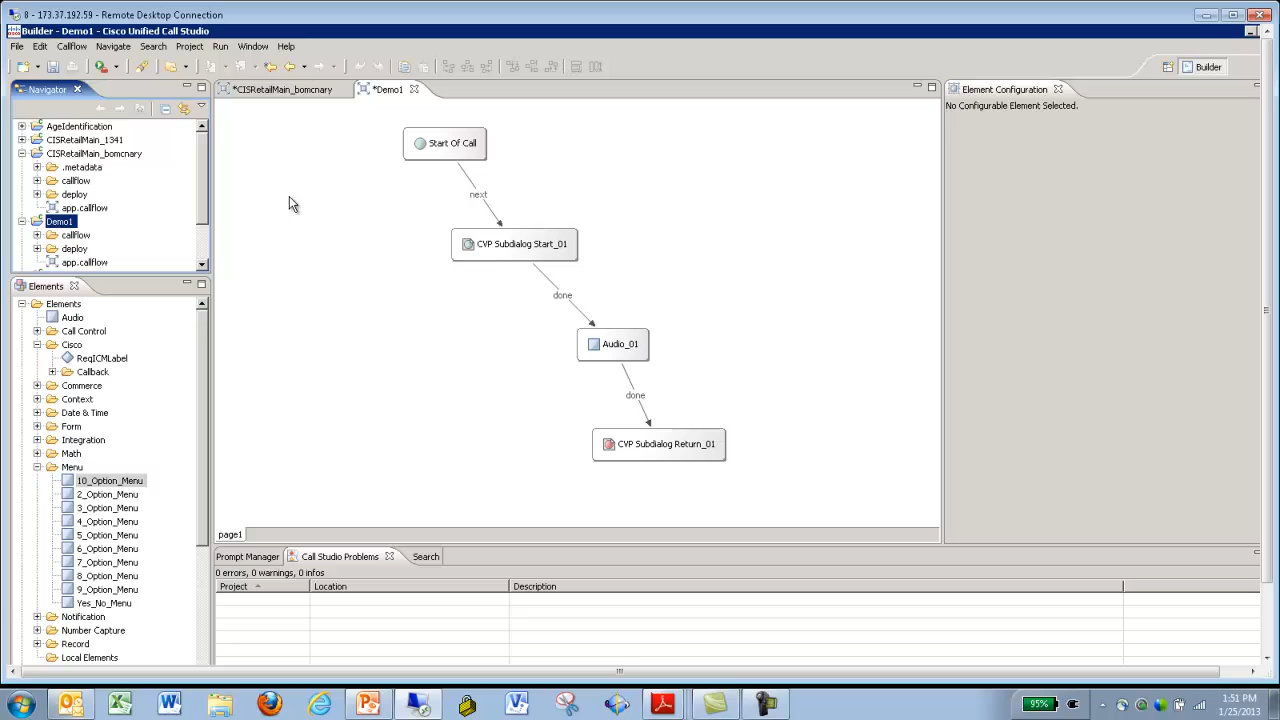 8 - 173.37.192.59 - Remote Desktop Connection
Builder - Demo1 - Cisco Unified Call Studio
File Edit Callflow Navigate Search Project Run Window Help
Builder
Navigator
AgeIdentification
CISRetailMain_1341
CISRetailMain_bomcnary
.metadata
callflow
deploy
app.callflow
Demo1
callflow
deploy
app.callflow
Elements
Elements
Audio
Call Control
Cisco
ReqICMLabel
Callback
Commerce
Context
Date & Time
Form
Integration
Math
Menu
10_Option_Menu
2_Option_Menu
3_Option_Menu
4_Option_Menu
5_Option_Menu
6_Option_Menu
7_Option_Menu
8_Option_Menu
9_Option_Menu
Yes_No_Menu
Notification
Number Capture
Record
Local Elements
*CISRetailMain_bomcnary *Demo1
Start Of Call
next
CVP Subdialog Start_01
done
Audio_01
done
CVP Subdialog Return_01
page1
Element Configuration
No Configurable Element Selected.
Prompt Manager Call Studio Problems Search
0 errors, 0 warnings, 0 infos
Project Location Description
95%
1:51 PM
1/25/2013